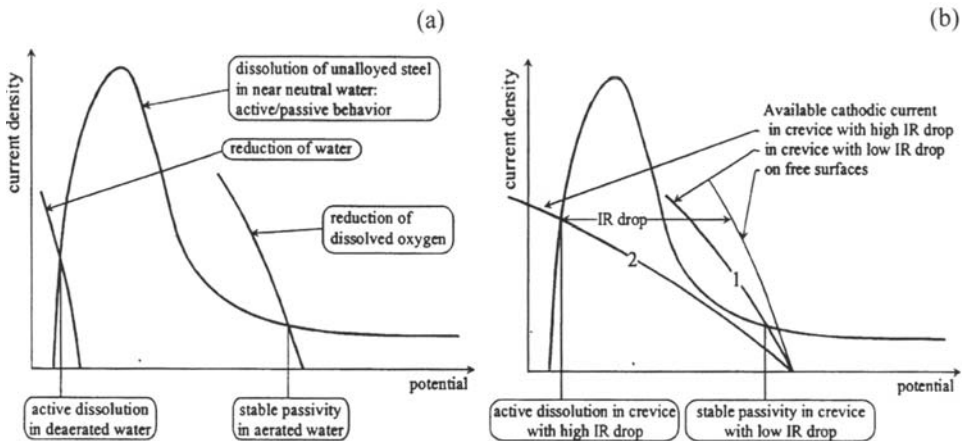 (a)
current density
dissolution of unalloyed steel
in near neutral water:
active/passive behavior
reduction of water
reduction of
dissolved oxygen
potential
active dissolution
in deaerated water
stable passivity
in aerated water
(b)
current density
Available cathodic current
in crevice with high IR drop
in crevice with low IR drop
on free surfaces
IR drop
2
1
potential
active dissolution in crevice
with high IR drop
stable passivity in crevice
with low IR drop